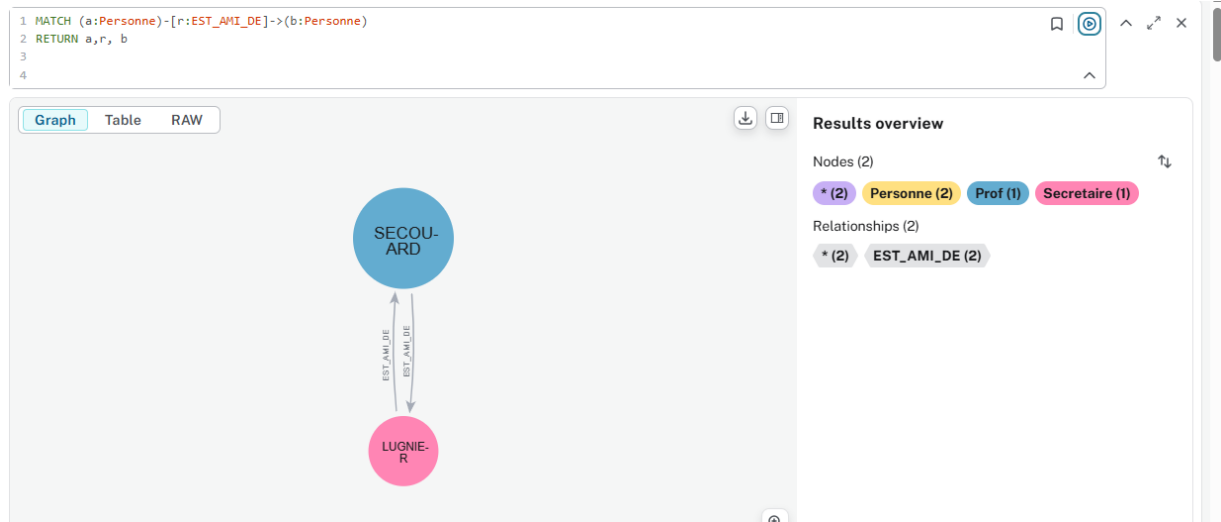 1 MATCH (a:Personne)-[r:EST_AMI_DE]->(b:Personne)
2 RETURN a,r, b
3
4
Graph Table RAW
Results overview
Nodes (2)
* (2) Personne (2) Prof (1) Secretaire (1)
Relationships (2)
* (2) EST_AMI_DE (2)
SECOU-
ARD
EST_AMI_DE
EST_AMI_DE
LUGNIE-
R